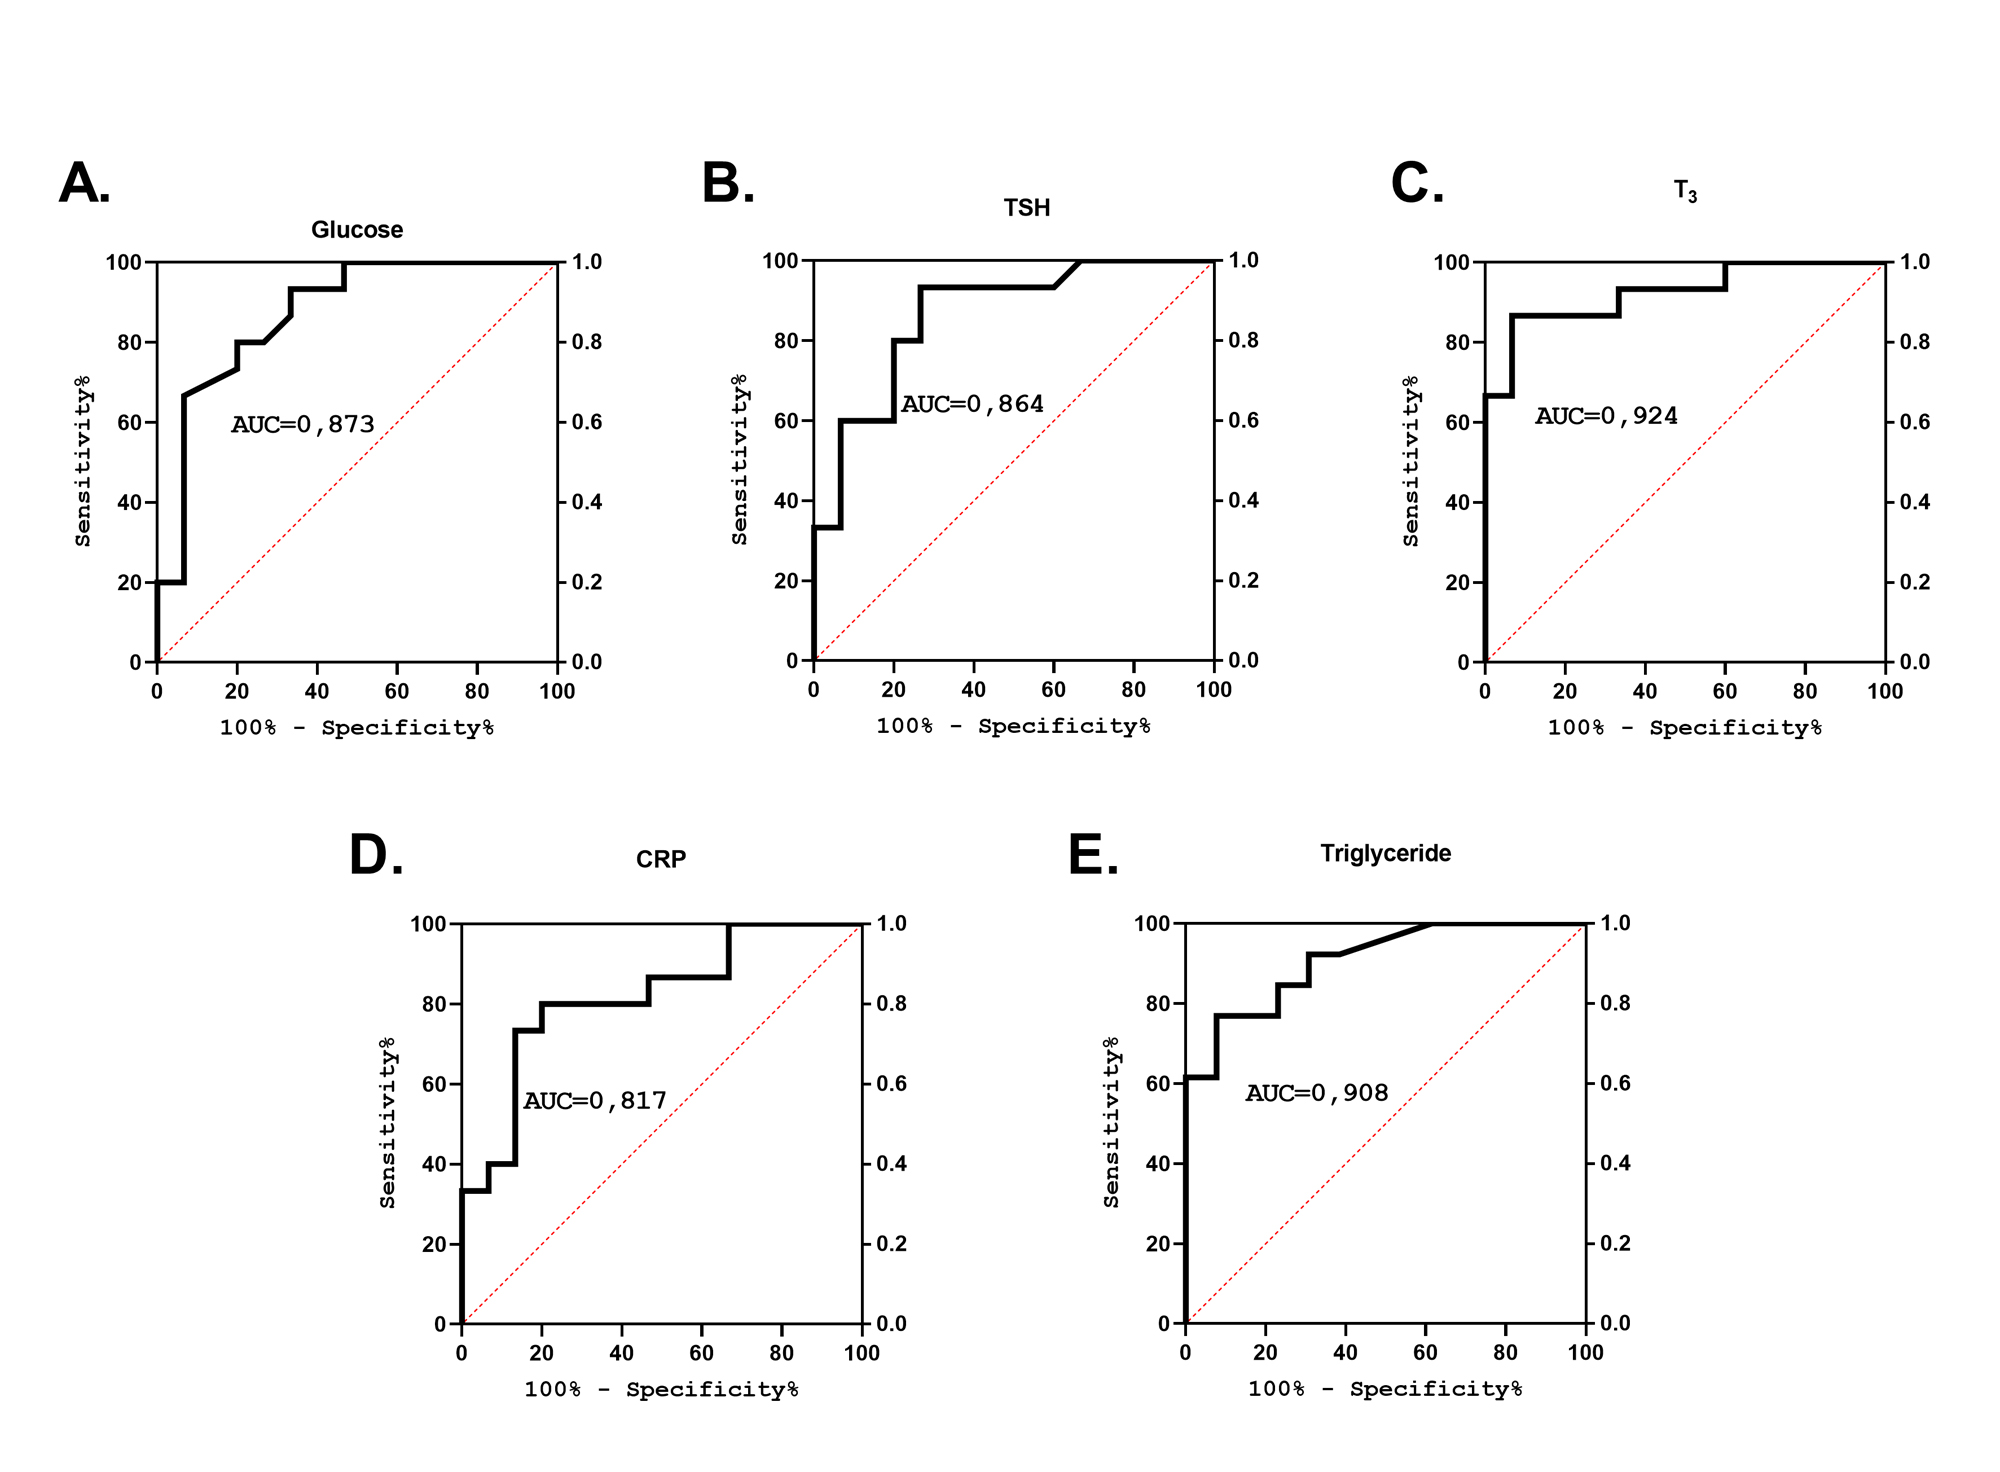 A.
Glucose
100
80
60
40
20
0
1.0
0.8
0.6
0.4
0.2
0.0
Sensitivity%
AUC=0,873
0 20 40 60 80 100
100% - Specificity%
B.
TSH
100
80
60
40
20
0
1.0
0.8
0.6
0.4
0.2
0.0
Sensitivity%
AUC=0,864
0 20 40 60 80 100
100% - Specificity%
C.
T3
100
80
60
40
20
0
1.0
0.8
0.6
0.4
0.2
0.0
Sensitivity%
AUC=0,924
0 20 40 60 80 100
100% - Specificity%
D.
CRP
100
80
60
40
20
0
1.0
0.8
0.6
0.4
0.2
0.0
Sensitivity%
AUC=0,817
0 20 40 60 80 100
100% - Specificity%
E.
Triglyceride
100
80
60
40
20
0
1.0
0.8
0.6
0.4
0.2
0.0
Sensitivity%
AUC=0,908
0 20 40 60 80 100
100% - Specificity%